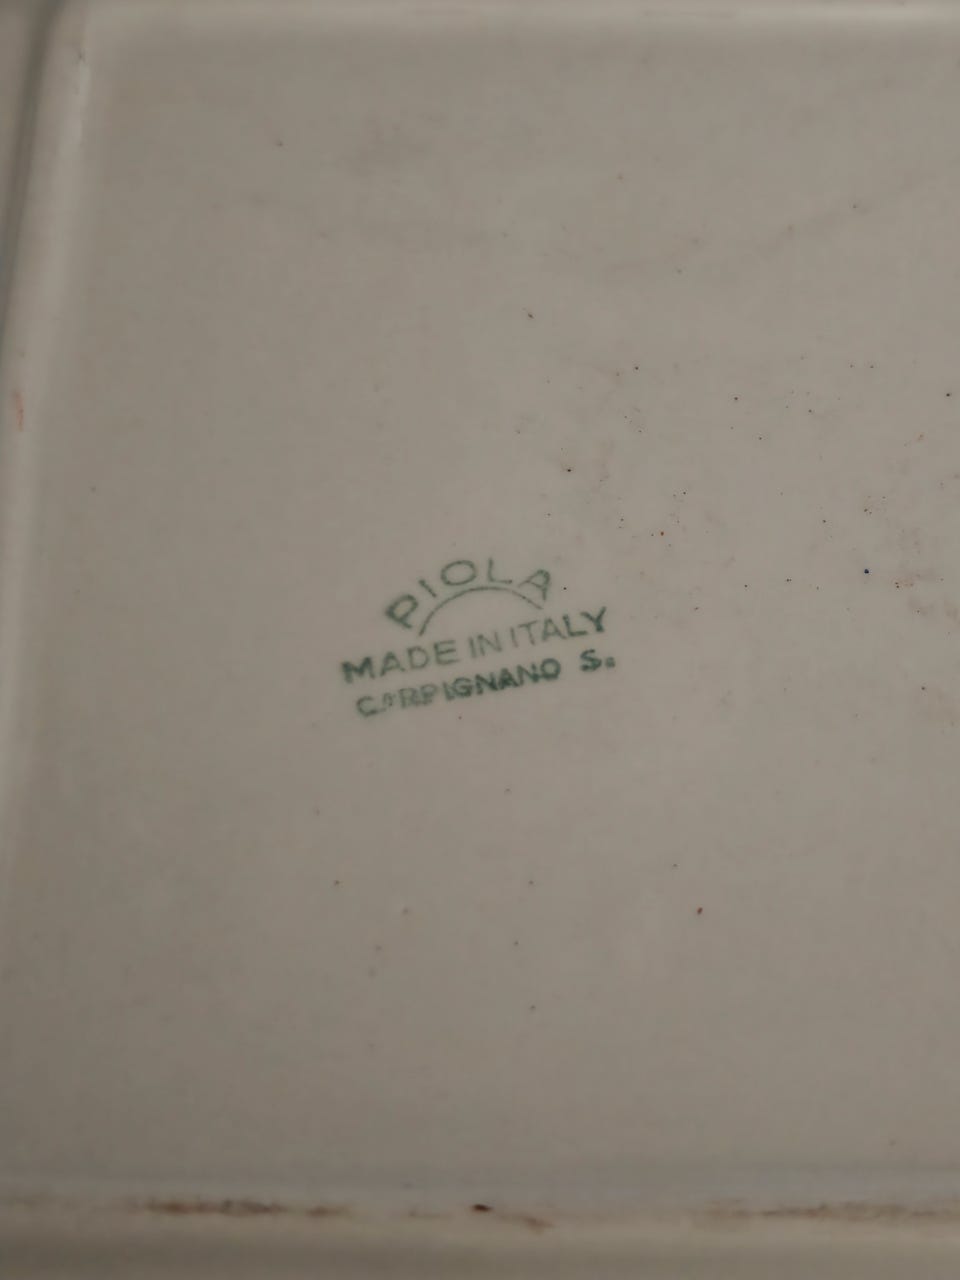 PIOLA
MADE IN ITALY
CARPIGNANO S.